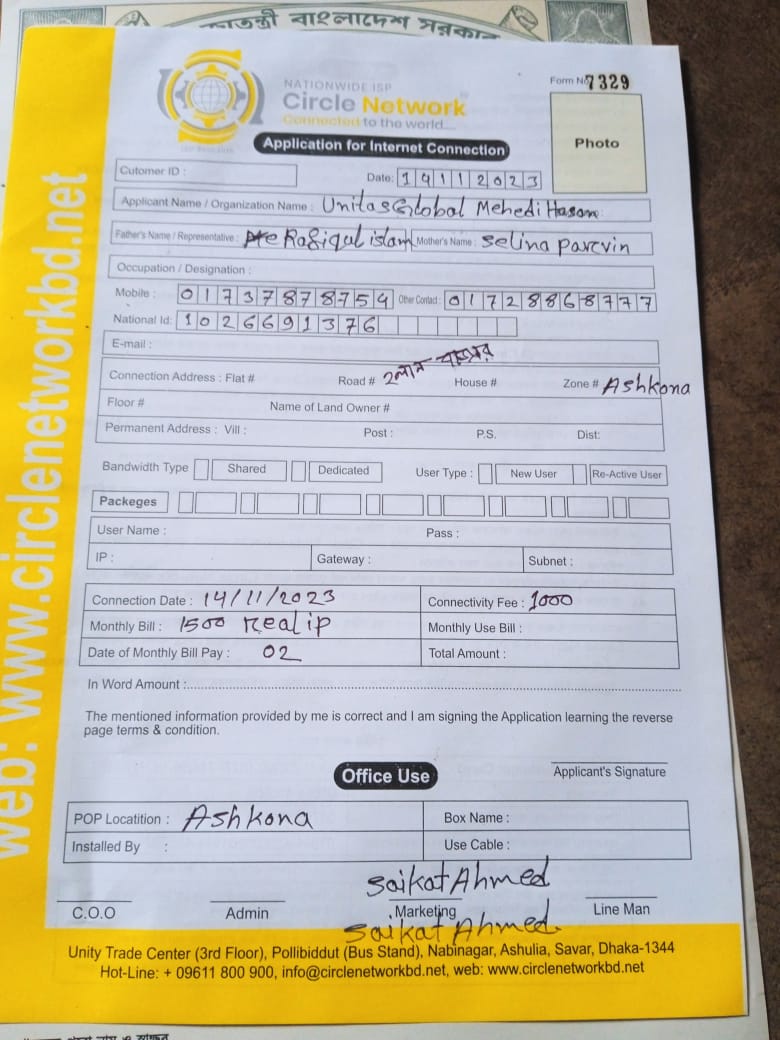 বাংলাদেশ সরকার
NATIONWIDE ISP
Circle Network
Connected to the world...
Form No 7329
Application for Internet Connection
Photo
Cutomer ID :
Date: 14112023
Applicant Name / Organization Name : Unitas Global Mehedi Hasan
Father's Name / Representative : Rafiqul islam Mother's Name : Selina Parvin
Occupation / Designation :
Mobile : 01737878754 Other Contact : 01728868777
National Id: 1026691376
E-mail :
Connection Address : Flat # Road # House # Zone # Ashkona
Floor # Name of Land Owner #
Permanent Address : Vill : Post : P.S. Dist:
Bandwidth Type Shared Dedicated User Type : New User Re-Active User
Packeges
User Name : Pass :
IP : Gateway : Subnet :
Connection Date : 14/11/2023 Connectivity Fee : 1000
Monthly Bill : 1500 Real ip Monthly Use Bill :
Date of Monthly Bill Pay : 02 Total Amount :
In Word Amount :
The mentioned information provided by me is correct and I am signing the Application learning the reverse
page terms & condition.
Applicant's Signature
Office Use
POP Locatition : Ashkona Box Name :
Installed By : Use Cable :
Saikat Ahmed
C.O.O Admin Marketing Line Man
Saikat Ahmed
Unity Trade Center (3rd Floor), Pollibiddut (Bus Stand), Nabinagar, Ashulia, Savar, Dhaka-1344
Hot-Line: + 09611 800 900, info@circlenetworkbd.net, web: www.circlenetworkbd.net
web: www.circlenetworkbd.net